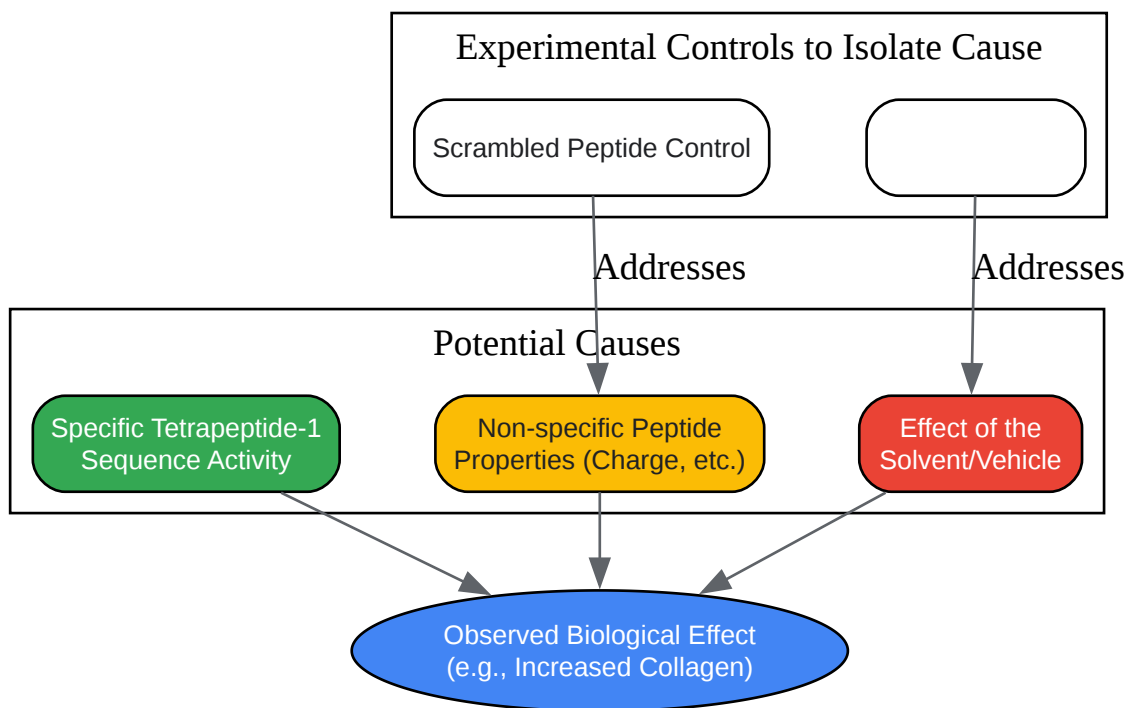 Experimental Controls to Isolate Cause
Scrambled Peptide Control
Addresses
Addresses
Potential Causes
Specific Tetrapeptide-1
Sequence Activity
Non-specific Peptide
Properties (Charge, etc.)
Effect of the
Solvent/Vehicle
Observed Biological Effect
(e.g., Increased Collagen)